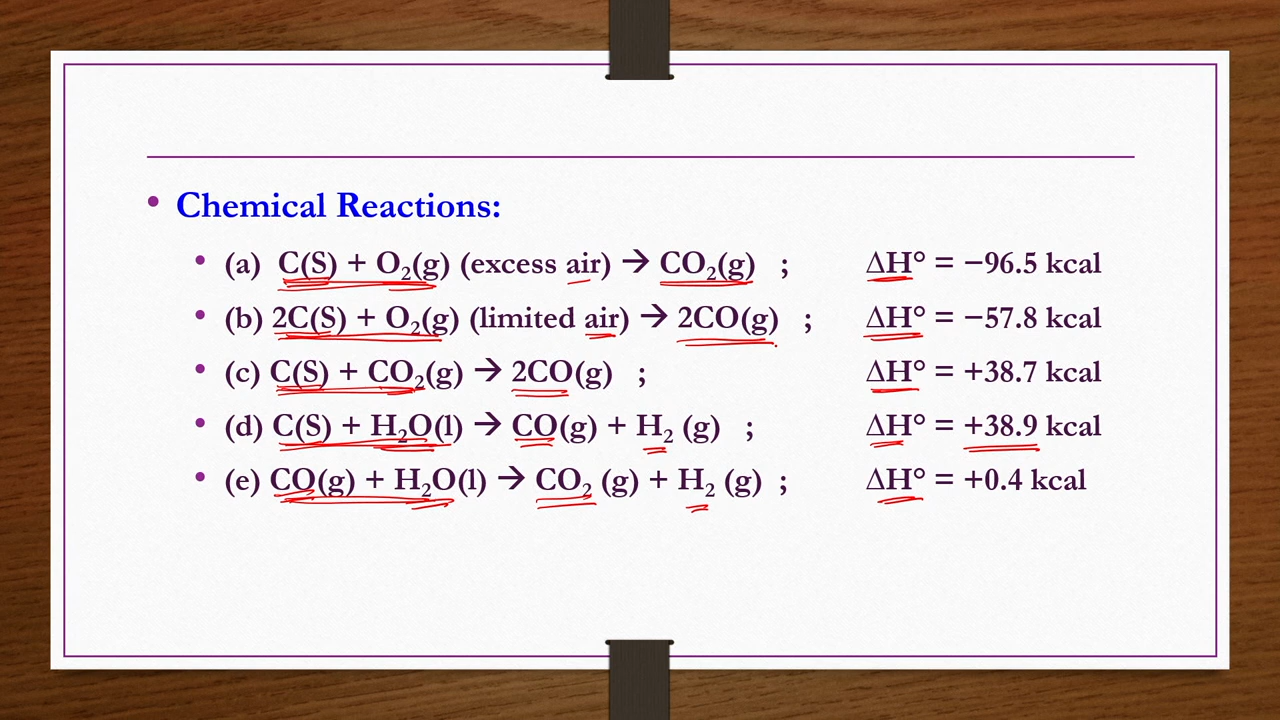 • Chemical Reactions:
• (a) C(S) + O₂(g) (excess air) → CO₂(g) ; ΔH° = −96.5 kcal
• (b) 2C(S) + O₂(g) (limited air) → 2CO(g) ; ΔH° = −57.8 kcal
• (c) C(S) + CO₂(g) → 2CO(g) ; ΔH° = +38.7 kcal
• (d) C(S) + H₂O(l) → CO(g) + H₂ (g) ; ΔH° = +38.9 kcal
• (e) CO(g) + H₂O(l) → CO₂ (g) + H₂ (g) ; ΔH° = +0.4 kcal